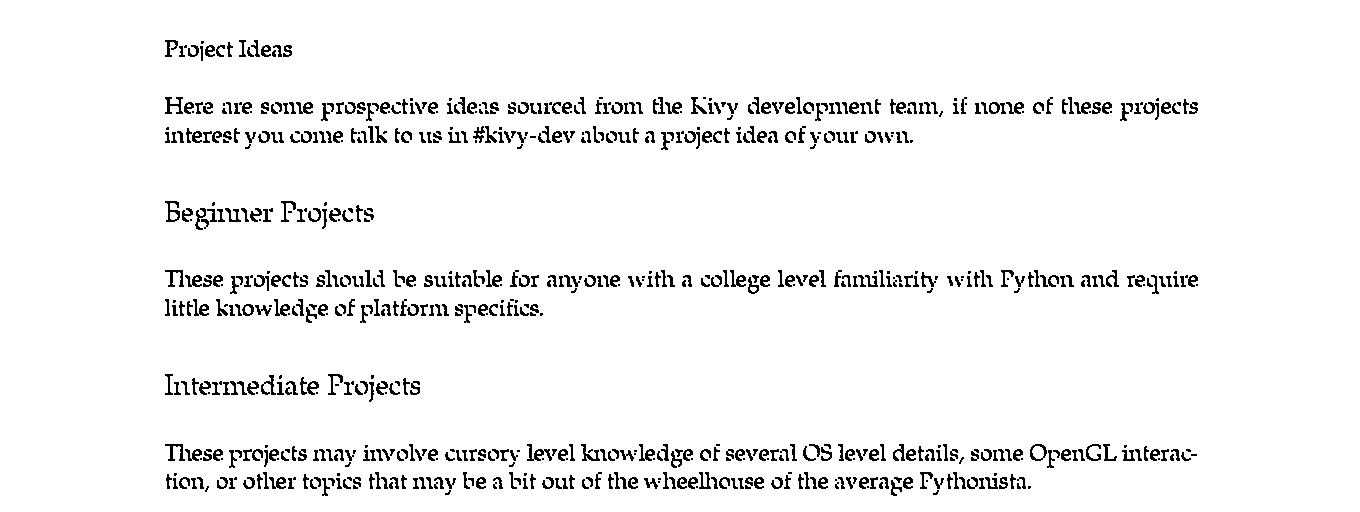 Project Ideas
Here are some prospective ideas sourced from the Kivy development team, if none of these projects
interest you come talk to us in #kivy-dev about a project idea of your own.
Beginner Projects
These projects should be suitable for anyone with a college level familiarity with Python and require
little knowledge of platform specifics.
Intermediate Projects
These projects may involve cursory level knowledge of several OS level details, some OpenGL interac-
tion, or other topics that may be a bit out of the wheelhouse of the average Pythonista.